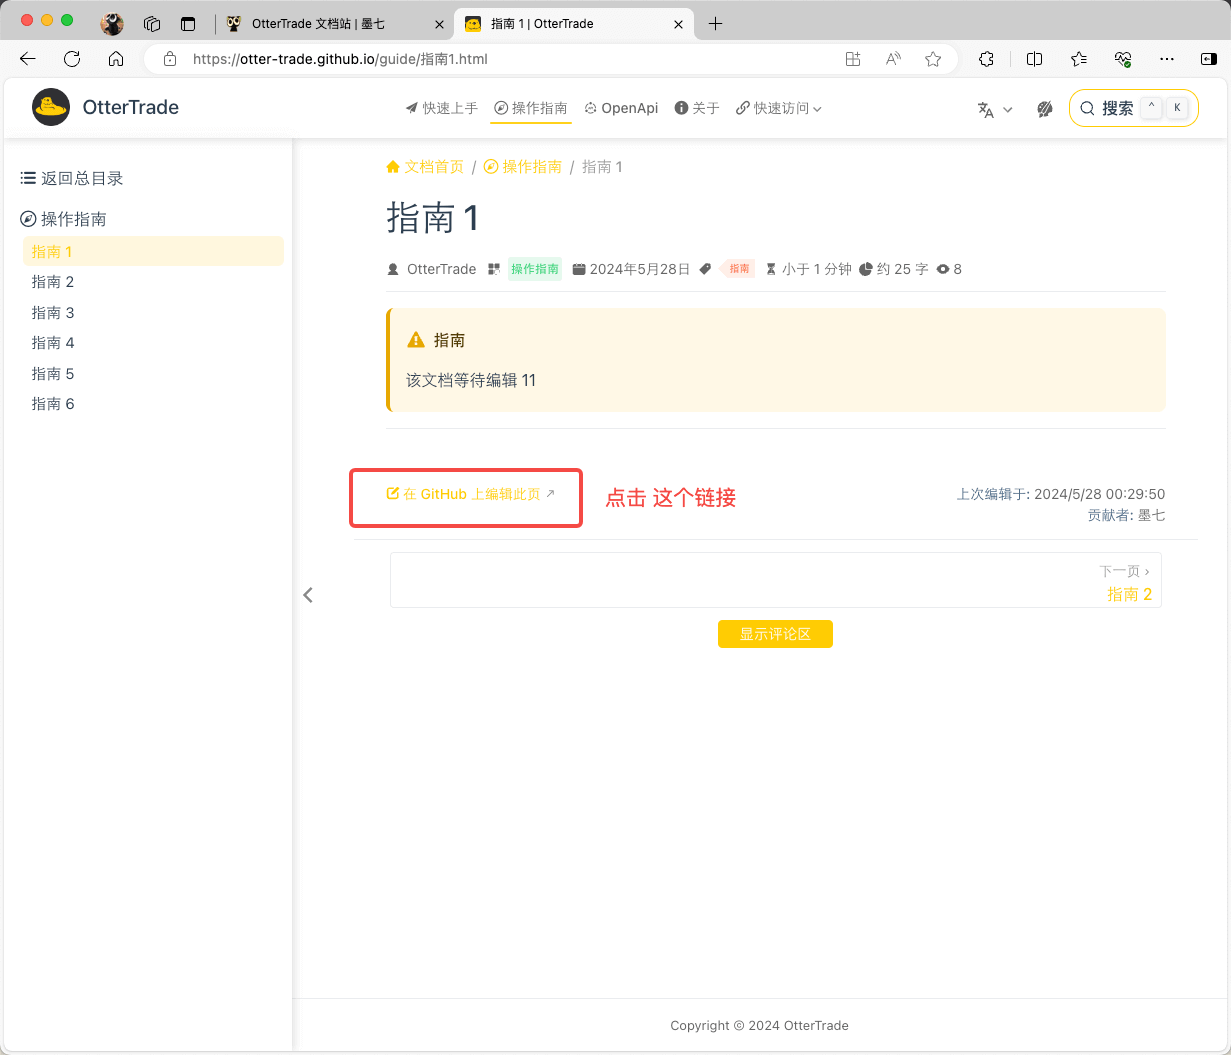 OtterTrade 文档站 | 墨七
指南 1 | OtterTrade
https://otter-trade.github.io/guide/指南1.html
OtterTrade
快速上手
操作指南
OpenApi
关于
快速访问
搜索 ^ K
返回总目录
操作指南
指南 1
指南 2
指南 3
指南 4
指南 5
指南 6
文档首页 / 操作指南 / 指南 1
指南 1
OtterTrade 操作指南 2024年5月28日 指南 小于 1 分钟 约 25 字 8
指南
该文档等待编辑 11
在 GitHub 上编辑此页
点击 这个链接
上次编辑于: 2024/5/28 00:29:50
贡献者: 墨七
下一页 ›
指南 2
显示评论区
Copyright © 2024 OtterTrade